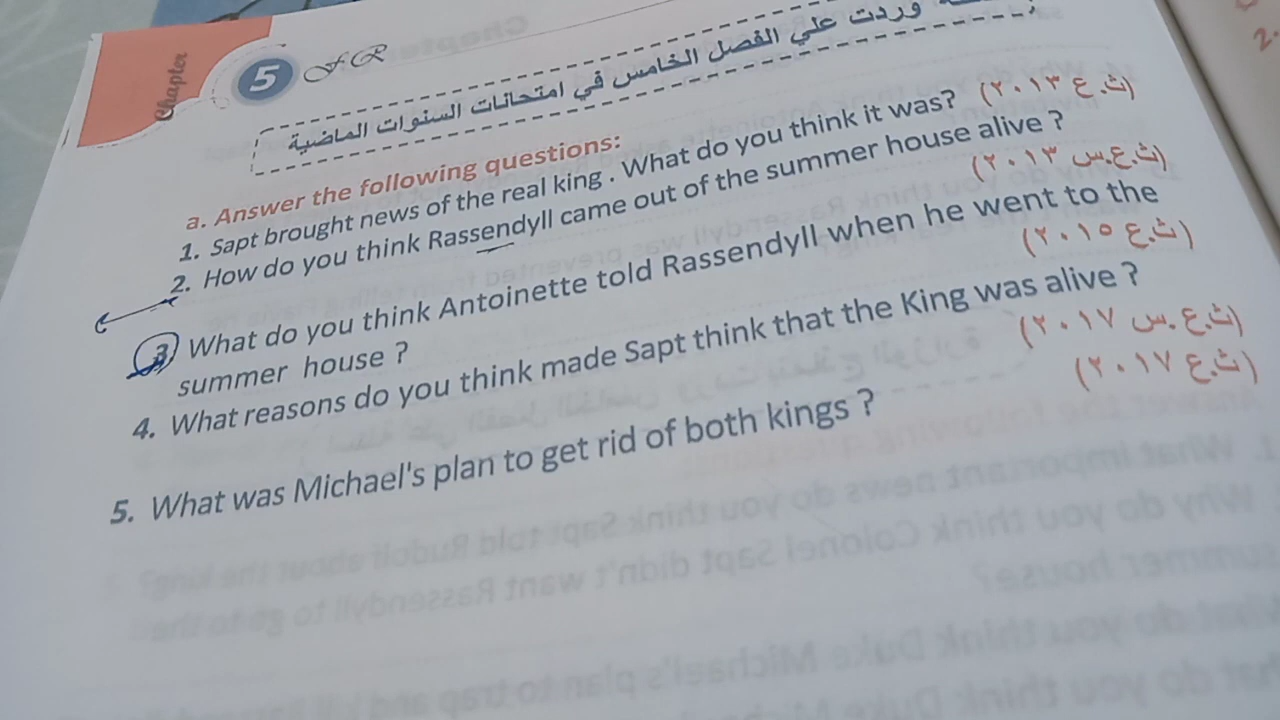 Chapter
5 FR
وردت علي الفصل الخامس في امتحانات السنوات الماضية
a. Answer the following questions:
1. Sapt brought news of the real king . What do you think it was? (ث.ع ٢٠١٣)
2. How do you think Rassendyll came out of the summer house alive ?
(ث.ع.س ٢٠١٣)
3. What do you think Antoinette told Rassendyll when he went to the
summer house ? (ث.ع ٢٠١٥)
4. What reasons do you think made Sapt think that the King was alive ?
(ث.ع.س ٢٠١٧)
5. What was Michael's plan to get rid of both kings ? (ث.ع ٢٠١٧)
2.